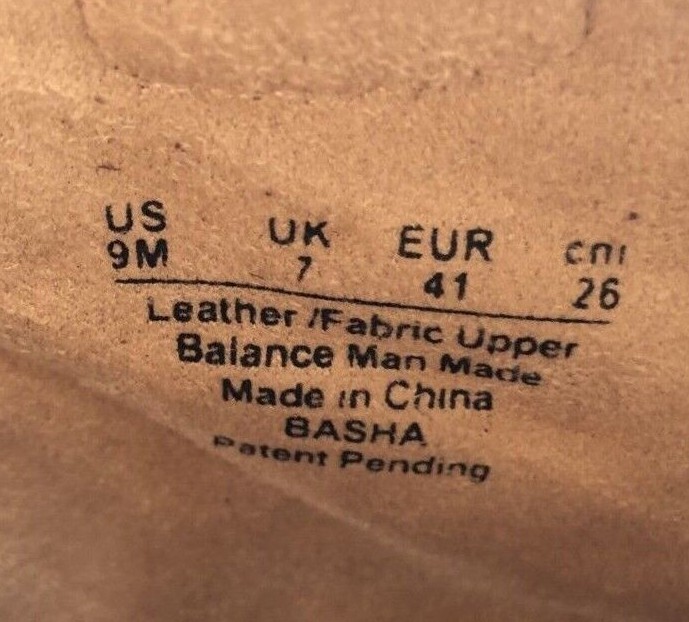 US UK EUR cm
9M 7 41 26
Leather/Fabric Upper
Balance Man Made
Made in China
BASHA
Patent Pending